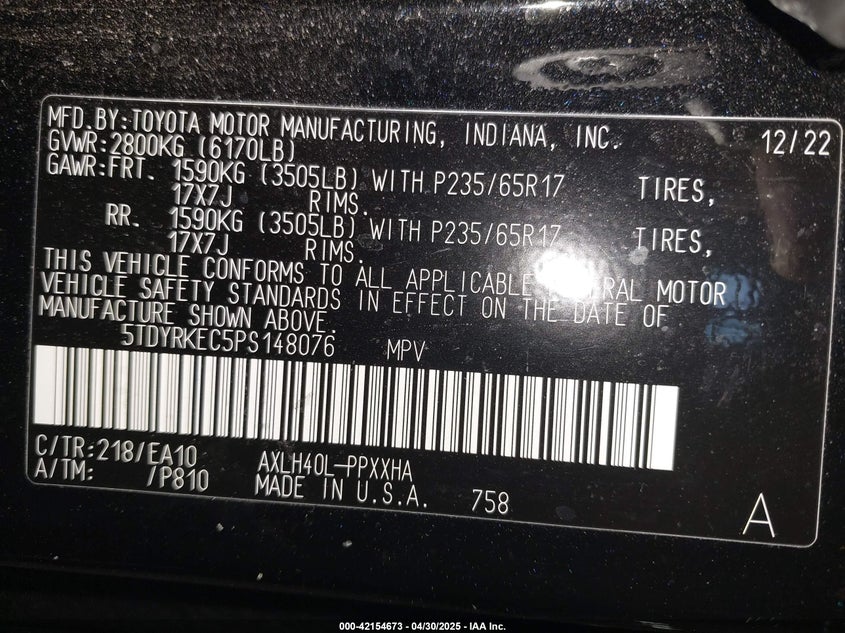 MFD.BY:TOYOTA MOTOR MANUFACTURING, INDIANA, INC. 12/22
GVWR:2800KG (6170LB)
GAWR:FRT. 1590KG (3505LB) WITH P235/65R17 TIRES,
17X7J RIMS.
RR. 1590KG (3505LB) WITH P235/65R17 TIRES,
17X7J RIMS.
THIS VEHICLE CONFORMS TO ALL APPLICABLE MOTOR
VEHICLE SAFETY STANDARDS IN EFFECT ON THE DATE OF
MANUFACTURE SHOWN ABOVE.
5TDYRKEC5PS148076 MPV
C/TR:218/EA10 AXLH40L-PPXXHA
A/TM: /P810 MADE IN U.S.A. 758
A
000-42154673 - 04/30/2025 - IAA Inc.